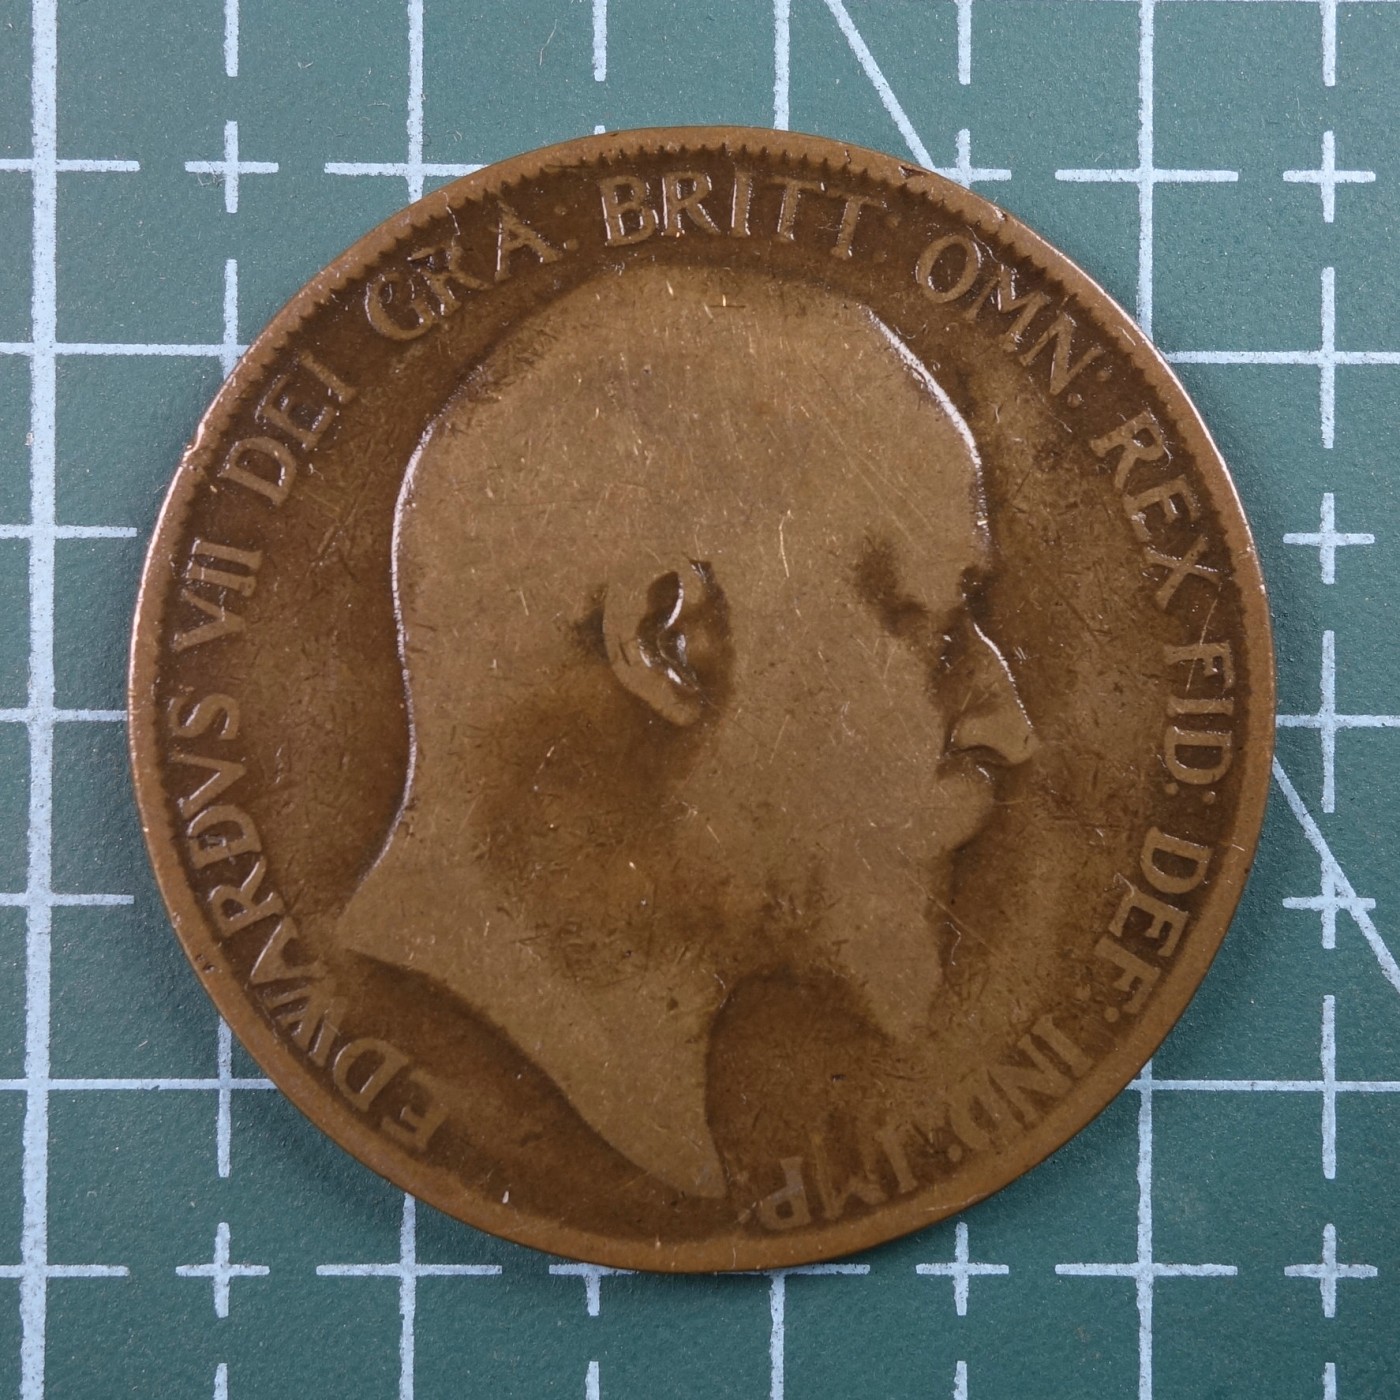 EDWARDVS VII DEI GRA: BRITT: OMN: REX FID: DEF: IND: IMP: